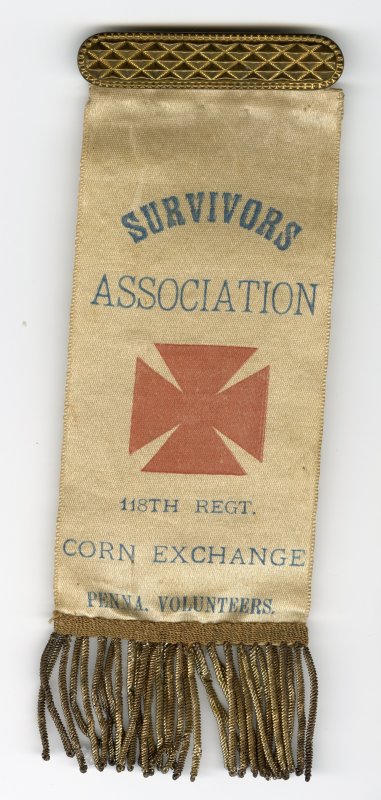 SURVIVORS
ASSOCIATION
118TH REGT.
CORN EXCHANGE
PENNA. VOLUNTEERS.